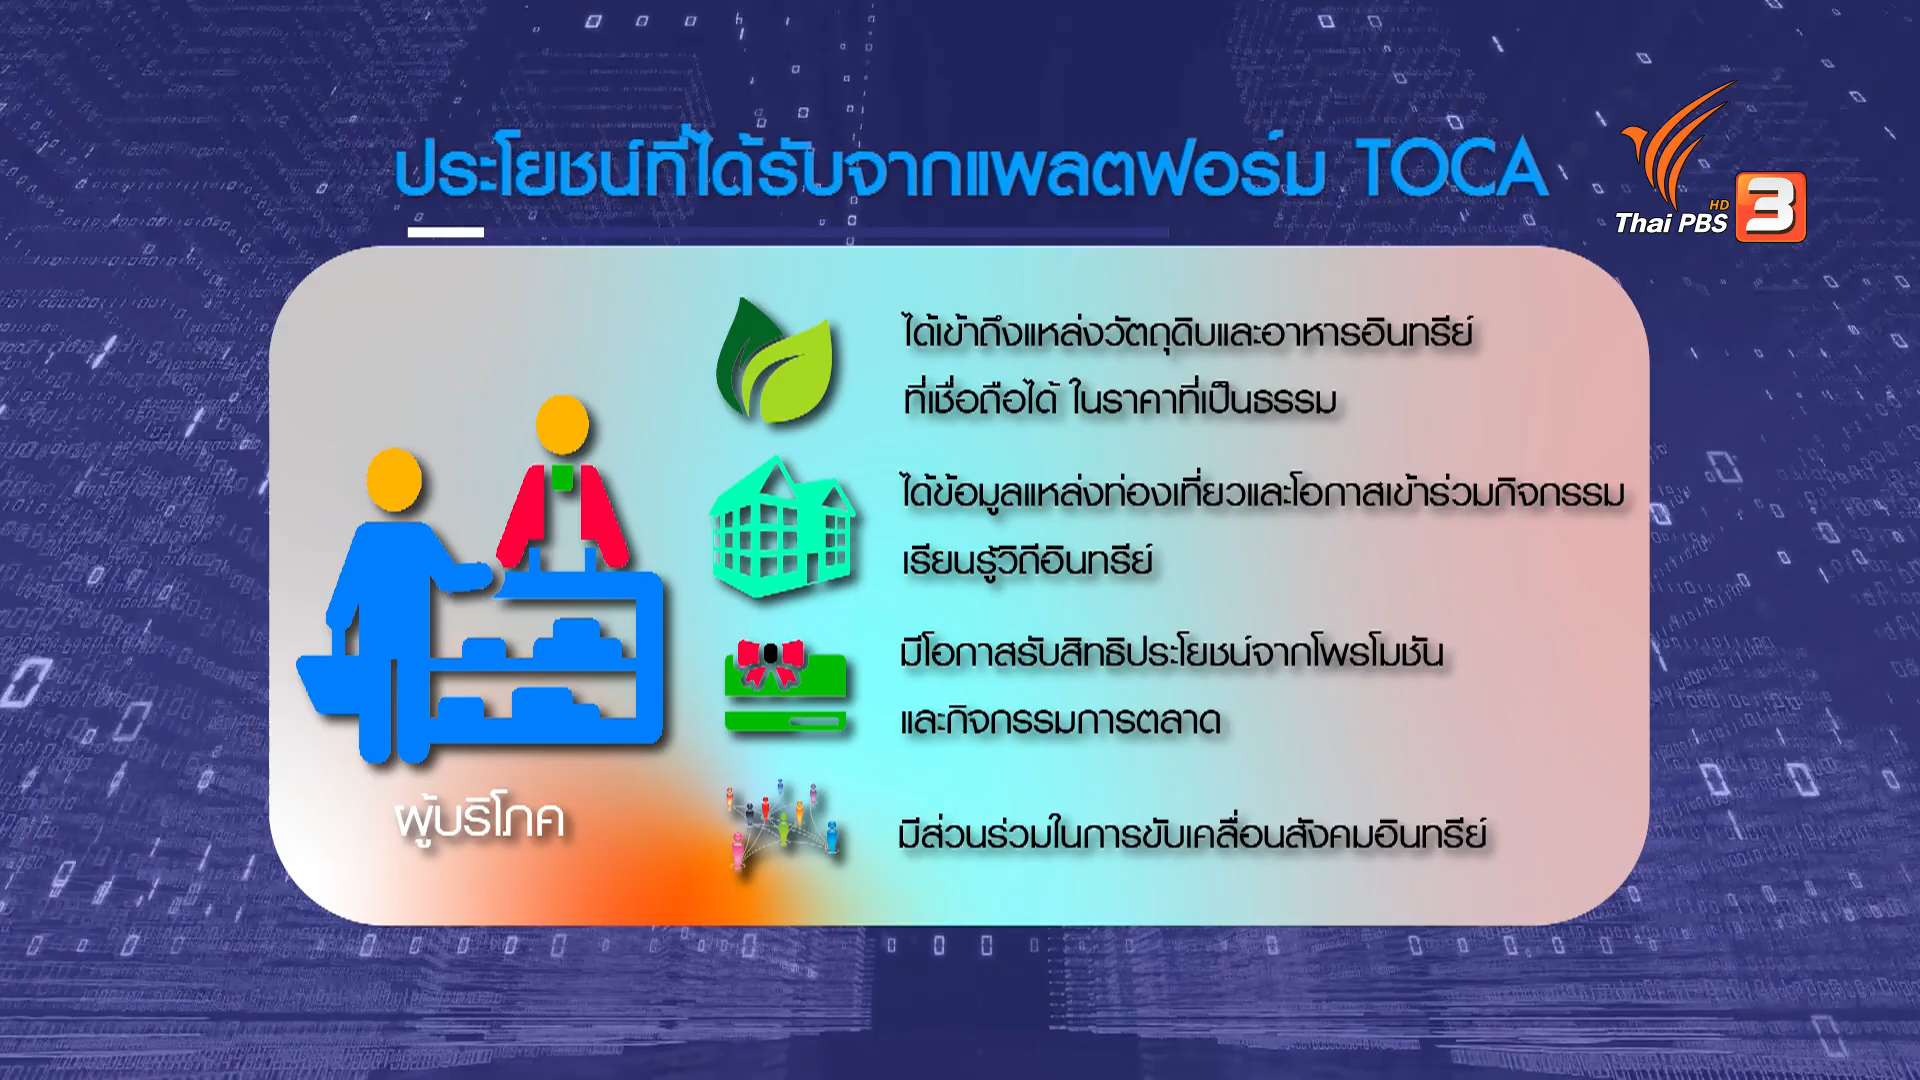 ประโยชน์ที่ได้รับจากแพลตฟอร์ม TOCA
HD
Thai PBS 3
ได้เข้าถึงแหล่งวัตถุดิบและอาหารอินทรีย์
ที่เชื่อถือได้ ในราคาที่เป็นธรรม
ได้ข้อมูลแหล่งท่องเที่ยวและโอกาสเข้าร่วมกิจกรรม
เรียนรู้วิถีอินทรีย์
มีโอกาสรับสิทธิประโยชน์จากโพรโมชัน
และกิจกรรมการตลาด
มีส่วนร่วมในการขับเคลื่อนสังคมอินทรีย์
ผู้บริโภค